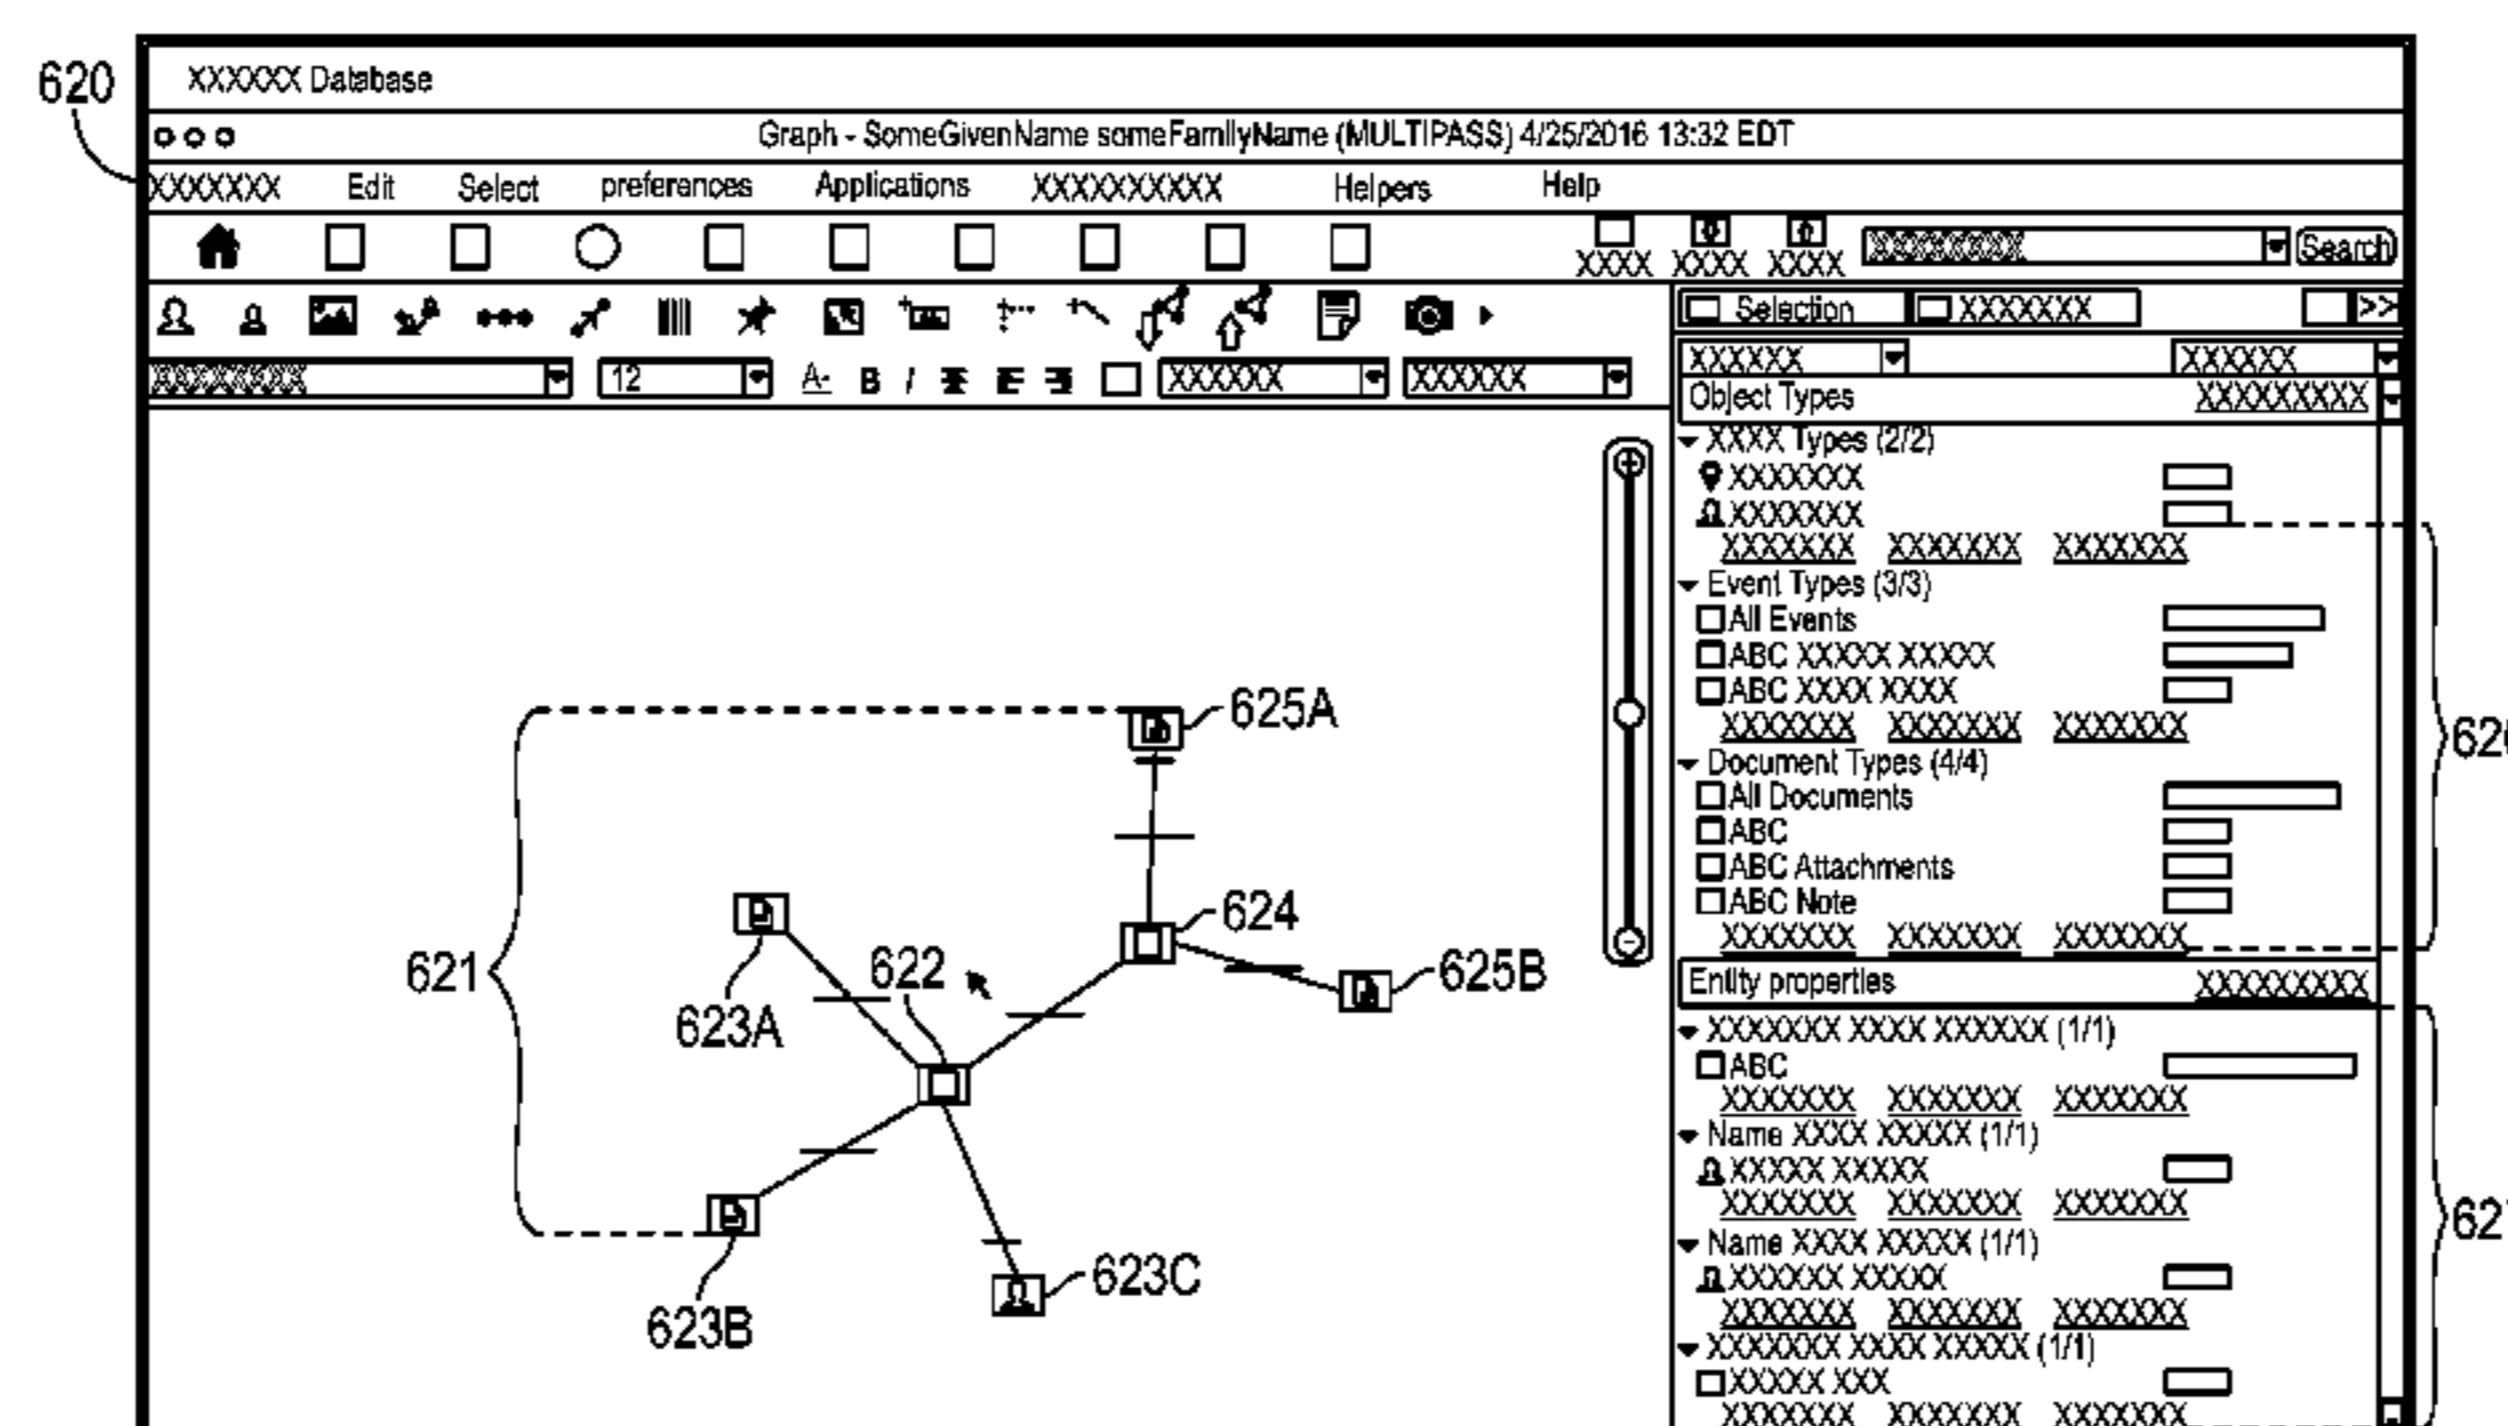 620
XXXXXX Database
Graph - SomeGivenName someFamilyName (MULTIPASS) 4/25/2016 13:32 EDT
XXXXXXX Edit Select preferences Applications XXXXXXXXXX Helpers Help
XXXX XXXX XXXX XXXXXXXX Search
Selection XXXXXXX >>
XXXXXXXX 12 A- B I XXXXXX XXXXXX
XXXXXX XXXXXX
Object Types XXXXXXXXX
XXXX Types (2/2)
XXXXXXX
XXXXXXX
XXXXXXX XXXXXXX XXXXXXX
Event Types (3/3)
All Events
ABC XXXXX XXXXX
ABC XXXX XXXX
XXXXXXX XXXXXXX XXXXXXX
Document Types (4/4)
All Documents
ABC
ABC Attachments
ABC Note
XXXXXXX XXXXXXX XXXXXXX
Entity properties XXXXXXXXX
XXXXXXX XXXX XXXXXX (1/1)
ABC
XXXXXXX XXXXXXX XXXXXXX
Name XXXX XXXXX (1/1)
XXXXX XXXXX
XXXXXXX XXXXXXX XXXXXXX
Name XXXX XXXXX (1/1)
XXXXXX XXXXX
XXXXXXX XXXXXXX XXXXXXX
XXXXXXX XXXX XXXXX (1/1)
XXXXX XXX
XXXXXXX XXXXXXX XXXXXXX
625A
624
621
622
625B
623A
623C
623B